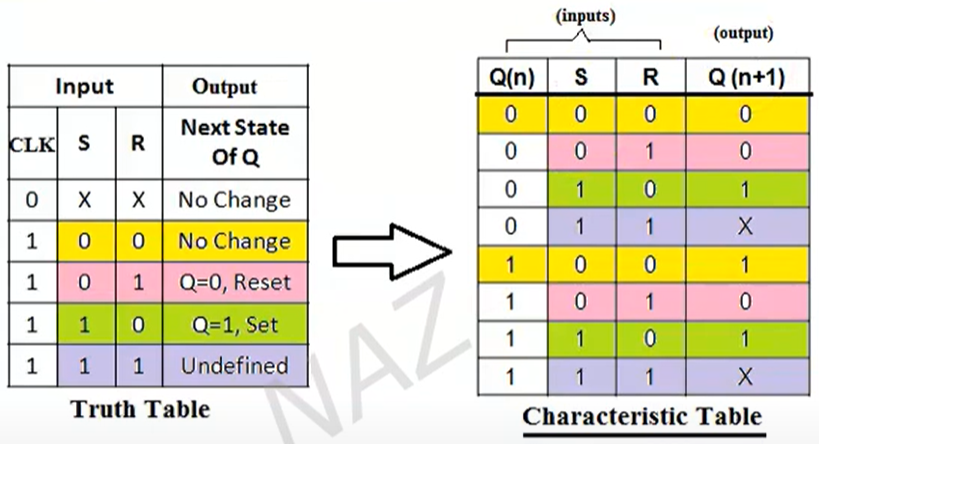 Input Output
CLK S R Next State Of Q
0 X X No Change
1 0 0 No Change
1 0 1 Q=0, Reset
1 1 0 Q=1, Set
1 1 1 Undefined
Truth Table
(inputs) (output)
Q(n) S R Q (n+1)
0 0 0 0
0 0 1 0
0 1 0 1
0 1 1 X
1 0 0 1
1 0 1 0
1 1 0 1
1 1 1 X
Characteristic Table
NAZ